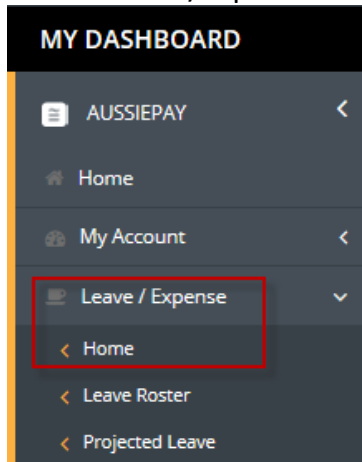 MY DASHBOARD
AUSSIEPAY
Home
My Account
Leave / Expense
Home
Leave Roster
Projected Leave